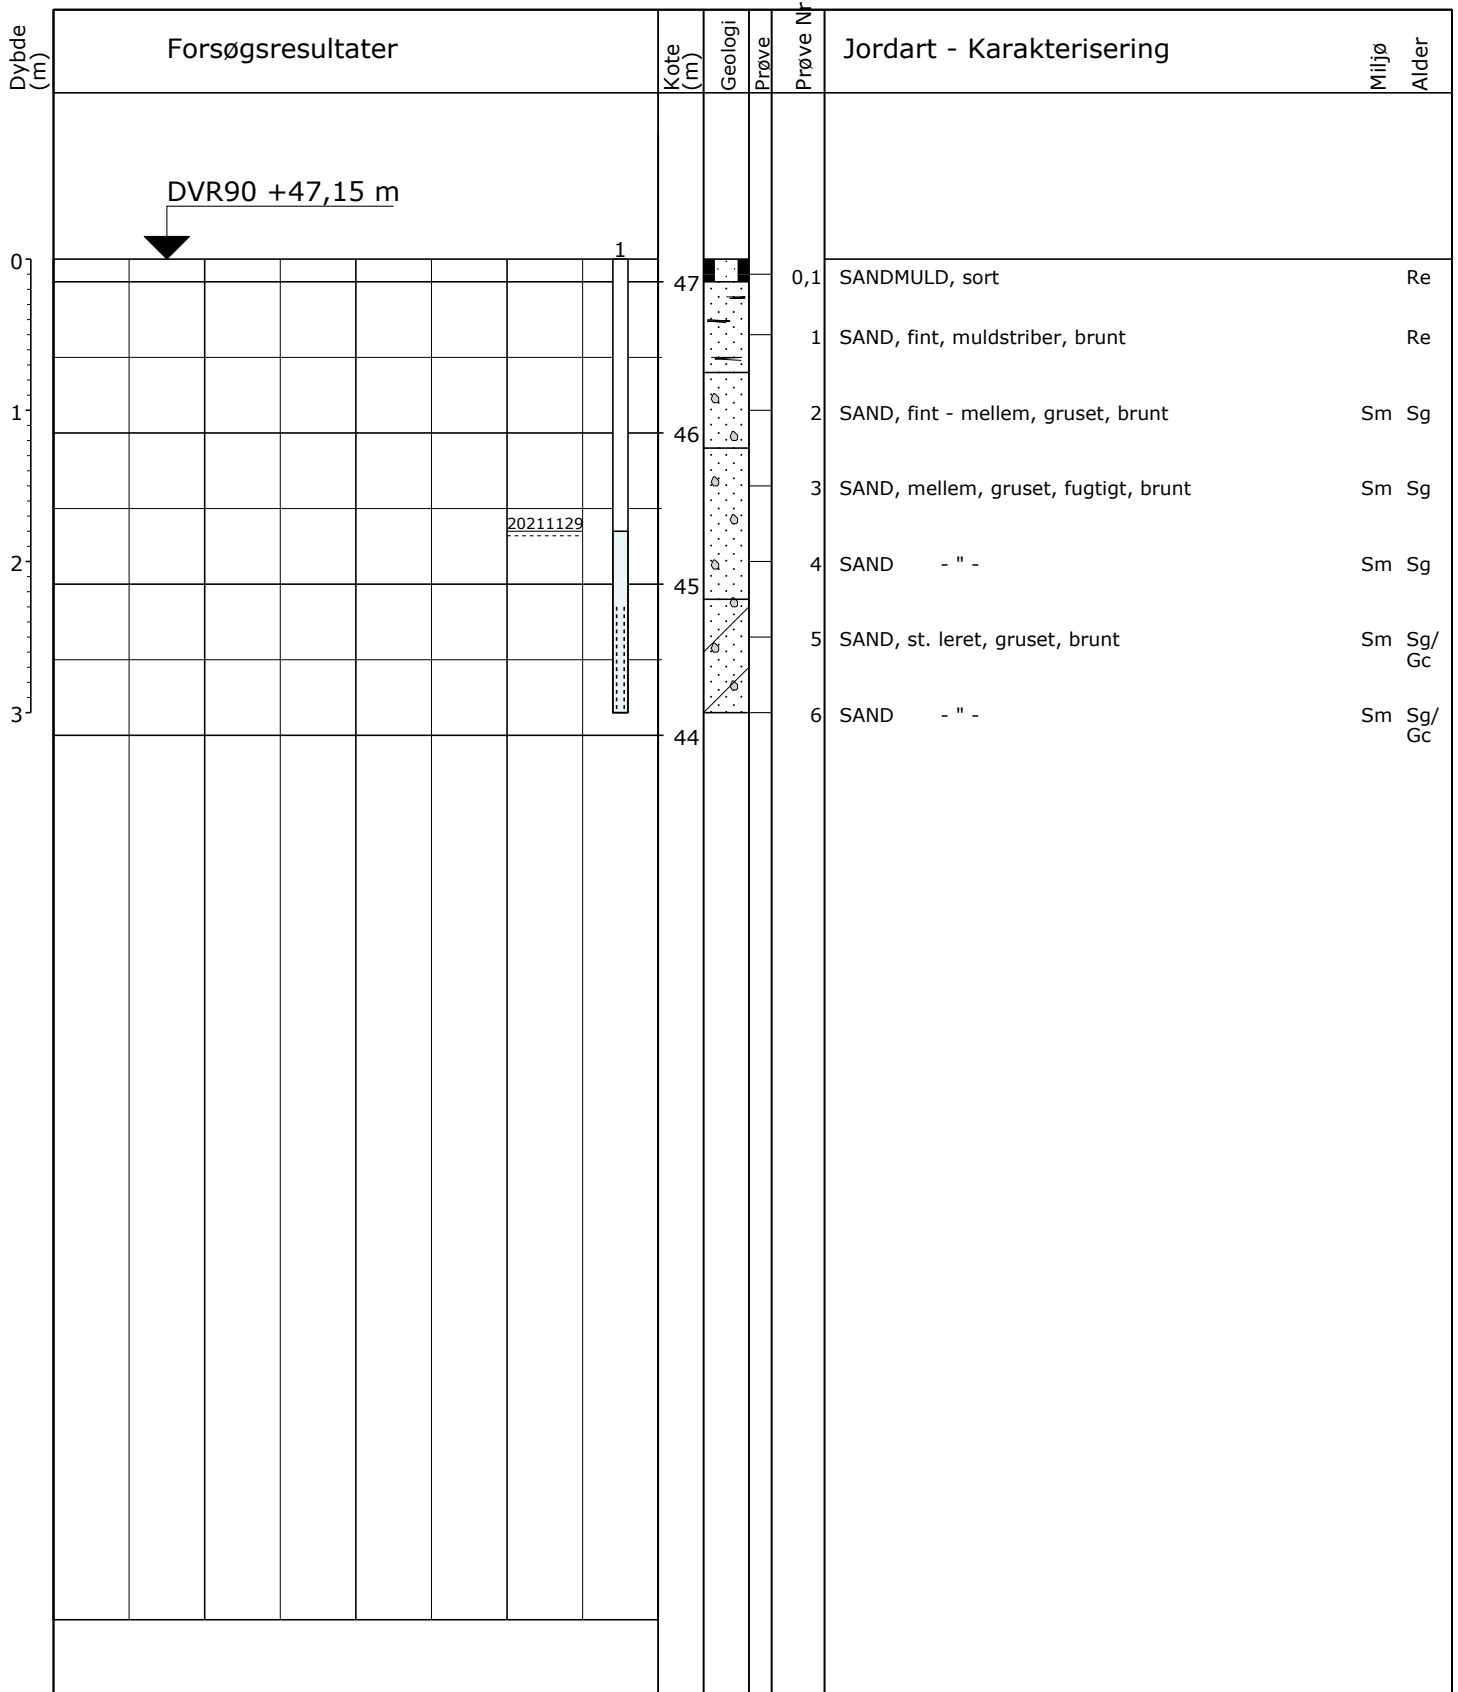 Dybde
(m)
Forsøgsresultater
Kote
(m)
Geologi
Prøve
Prøve Nr
Jordart - Karakterisering
Miljø
Alder
DVR90 +47,15 m
1
0
47
0,1 SANDMULD, sort Re
1 SAND, fint, muldstriber, brunt Re
1
2 SAND, fint - mellem, gruset, brunt Sm Sg
46
3 SAND, mellem, gruset, fugtigt, brunt Sm Sg
20211129
2
4 SAND - " - Sm Sg
45
5 SAND, st. leret, gruset, brunt Sm Sg/
Gc
3
6 SAND - " - Sm Sg/
Gc
44